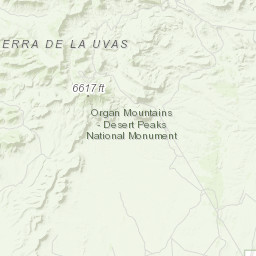 ERRA DE LA UVAS
6617 ft
Organ Mountains
- Desert Peaks
National Monument